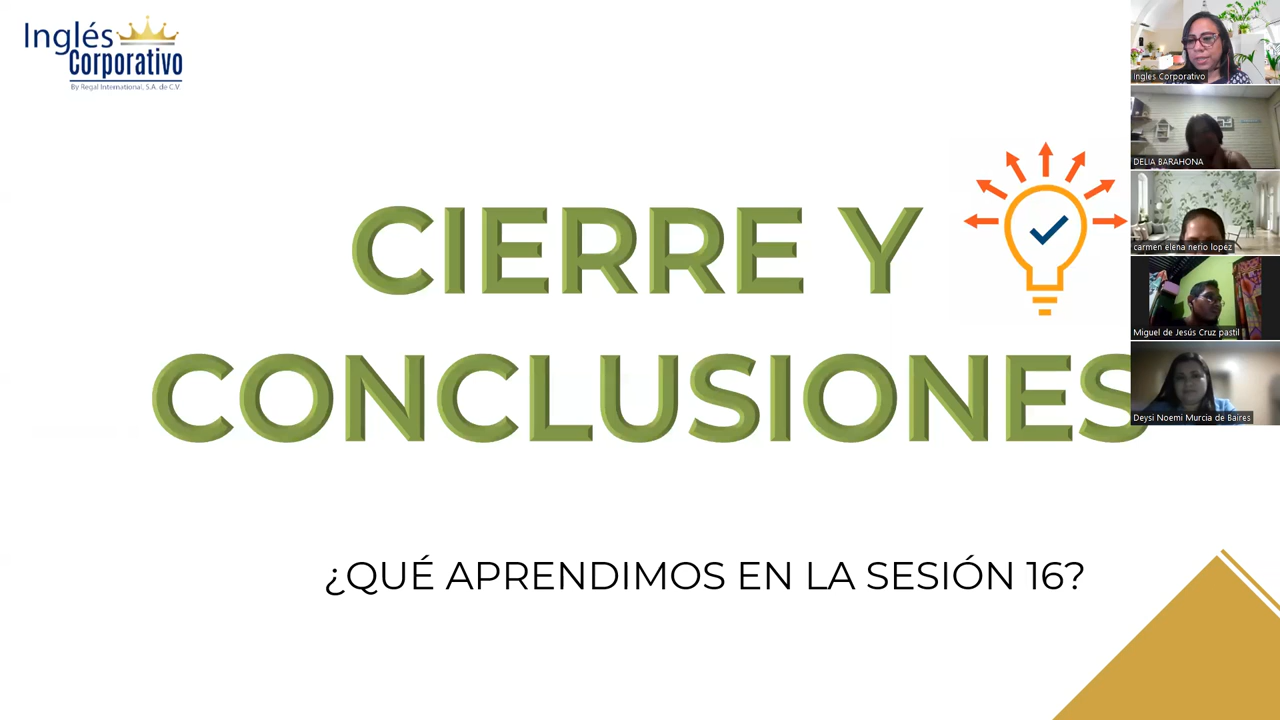 Inglés
Corporativo
By Regal International, S.A. de C.V
CIERRE Y
CONCLUSIONES
¿QUÉ APRENDIMOS EN LA SESIÓN 16?
Ingles Corporativo
DELIA BARAHONA
carmen elena nerio lopez
Miguel de Jesús Cruz pastil
Deysi Noemi Murcia de Baires